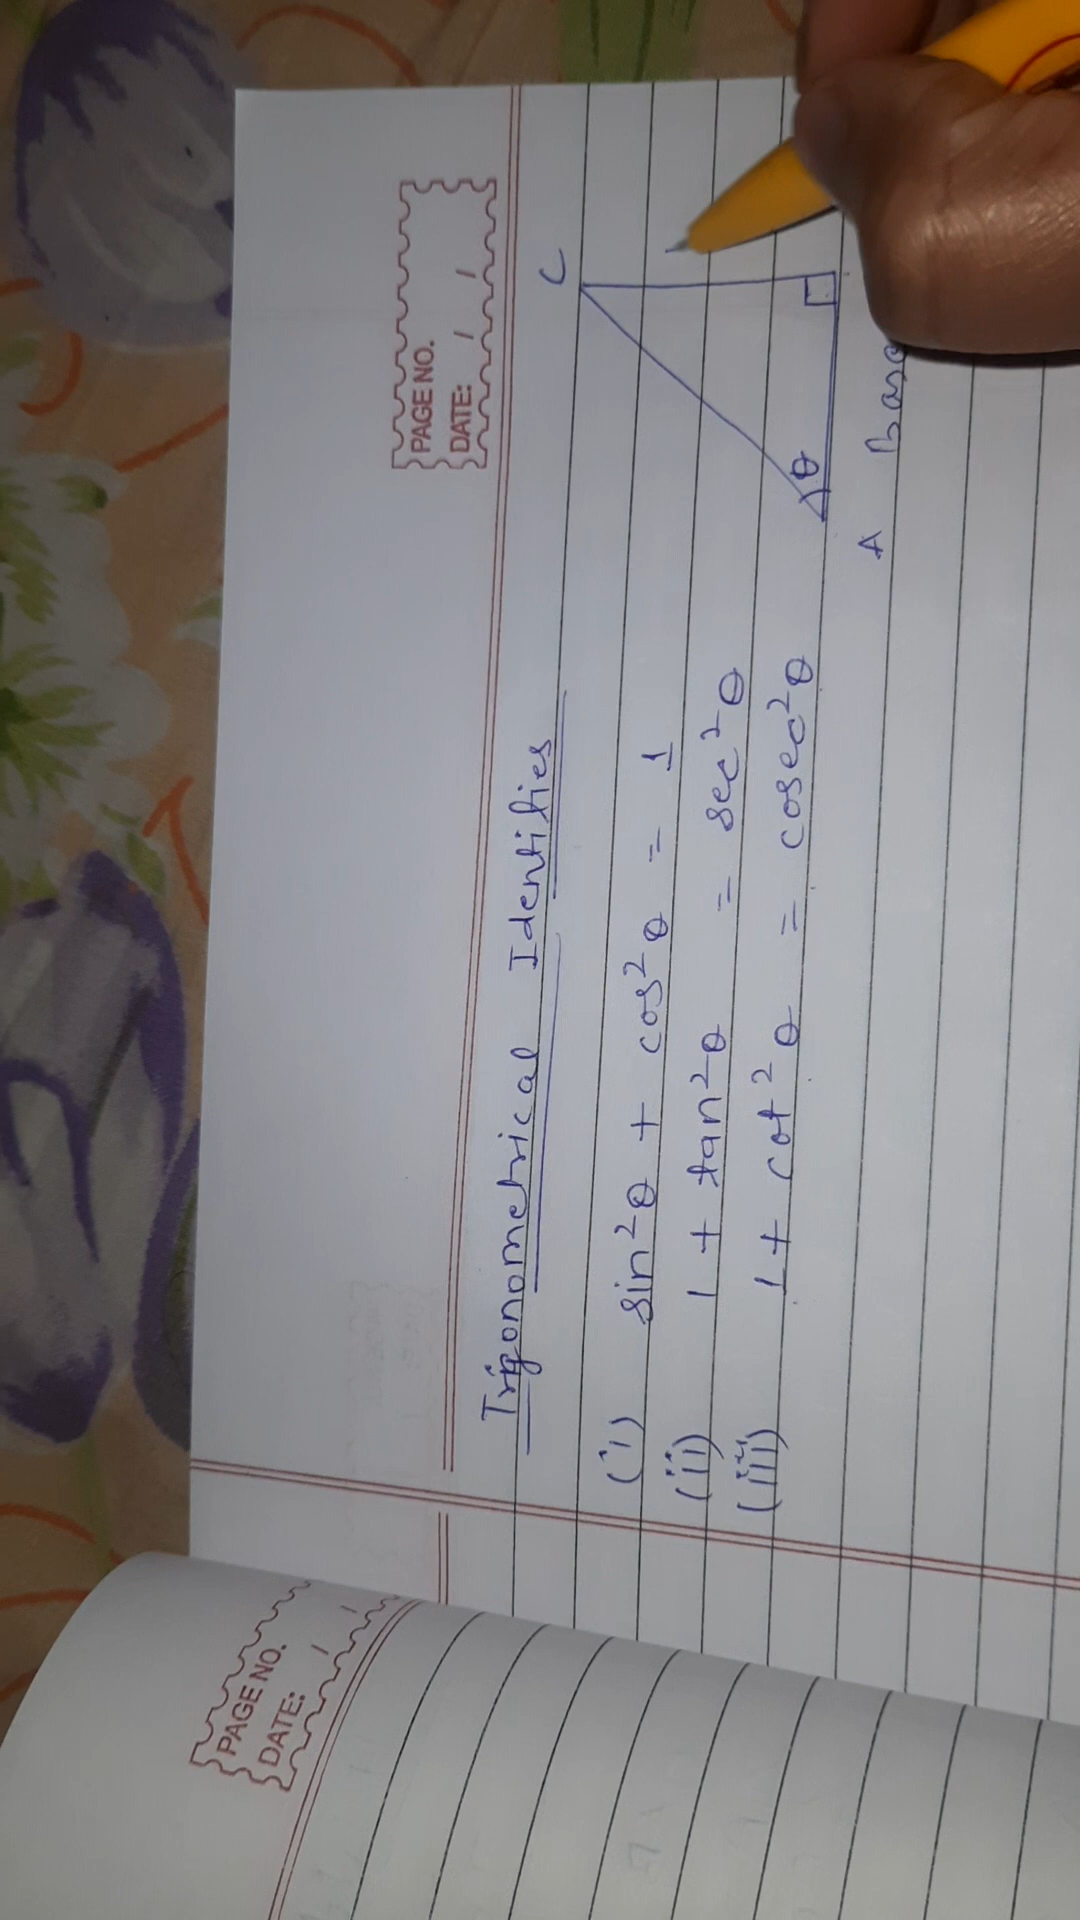 PAGE NO.
DATE: / /
Trigonometrical Identities
(i) sin²θ + cos²θ = 1
(ii) 1 + tan²θ = sec²θ
(iii) 1 + cot²θ = cosec²θ
C
θ
A Base
PAGE NO.
DATE: / /